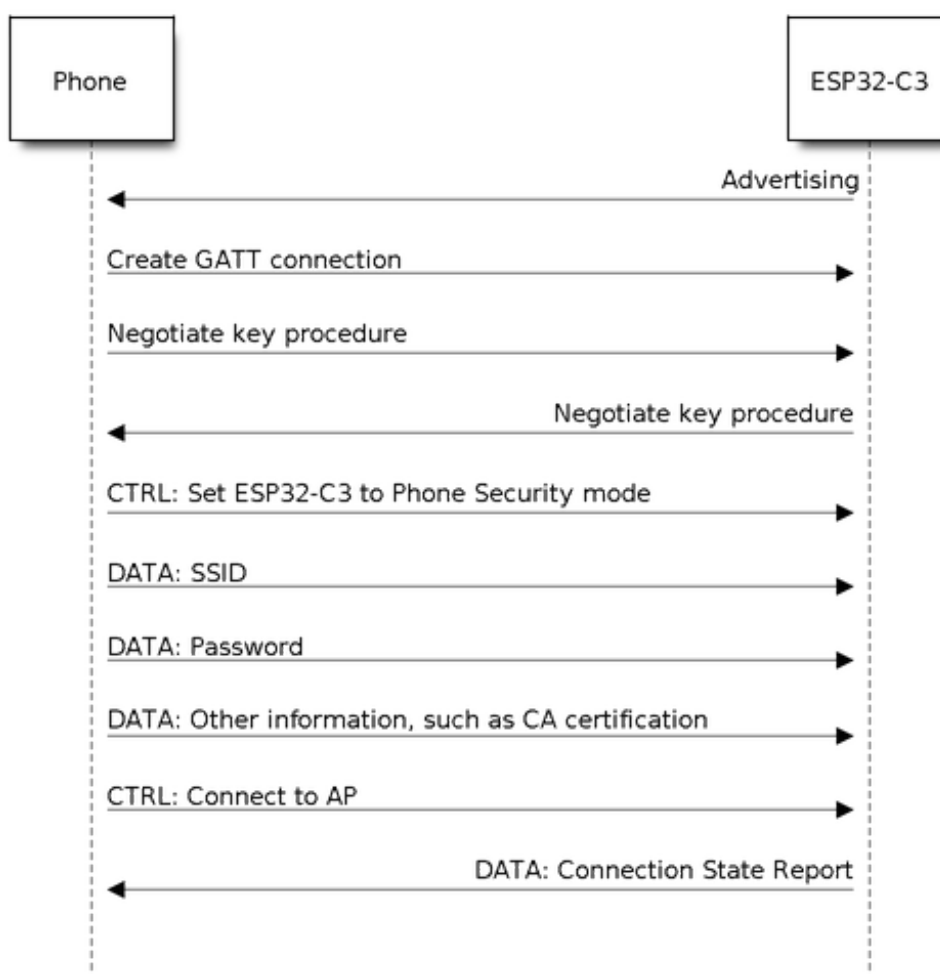 Phone
ESP32-C3
Advertising
Create GATT connection
Negotiate key procedure
Negotiate key procedure
CTRL: Set ESP32-C3 to Phone Security mode
DATA: SSID
DATA: Password
DATA: Other information, such as CA certification
CTRL: Connect to AP
DATA: Connection State Report